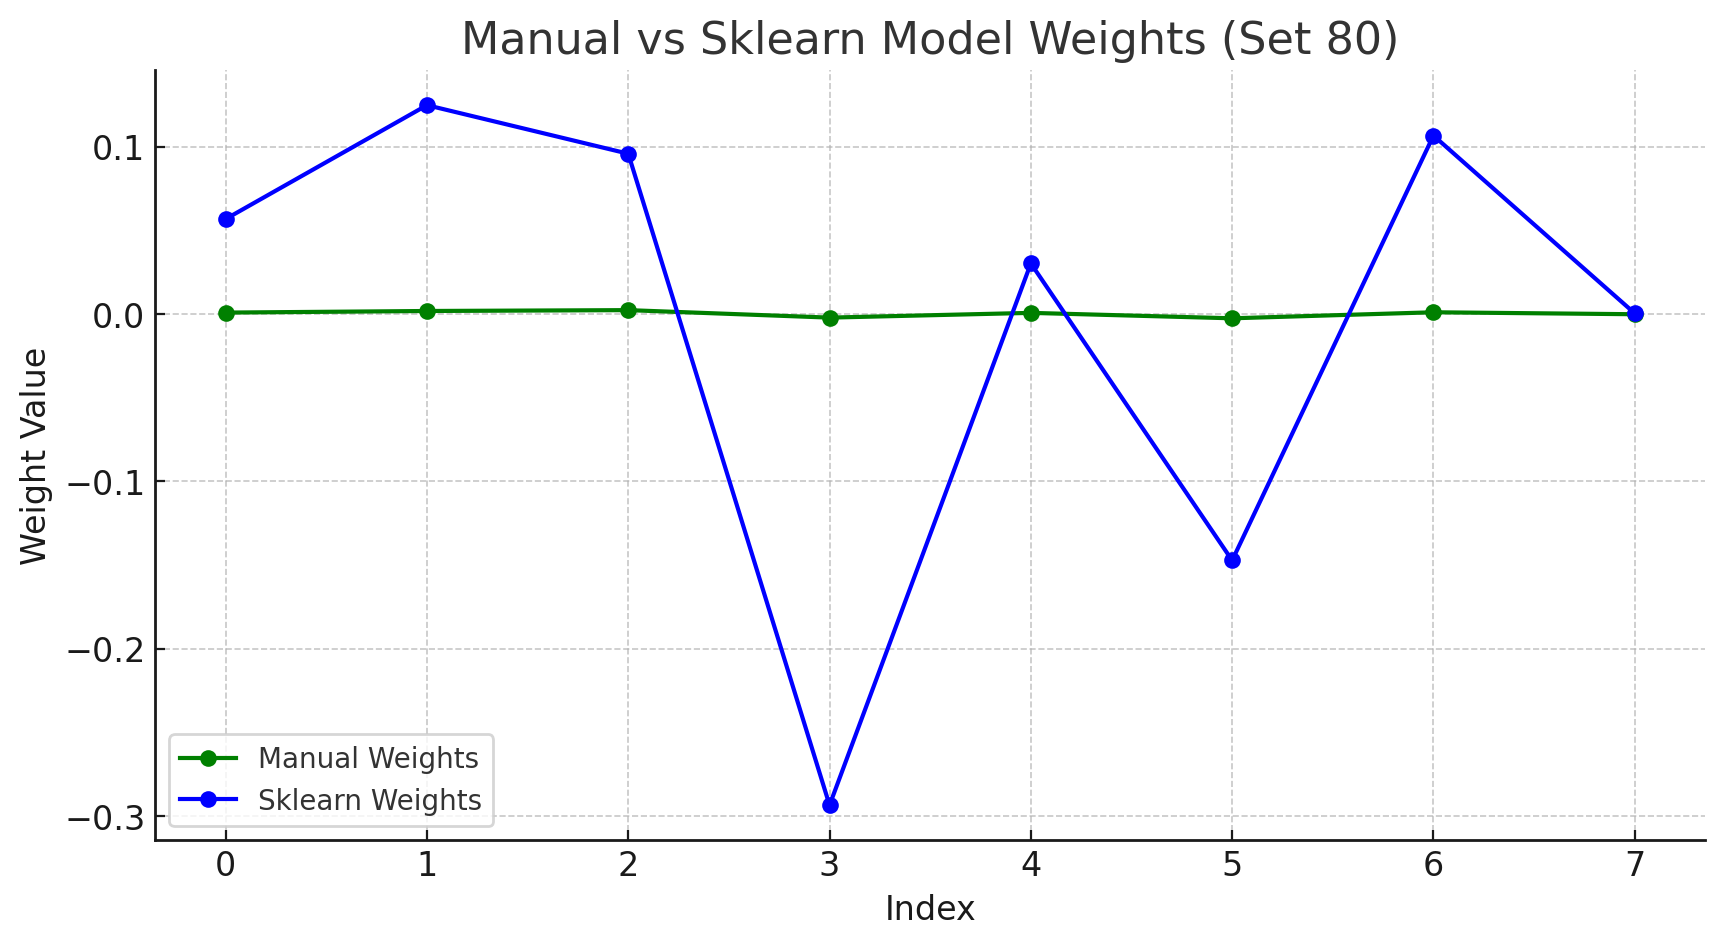 Manual vs Sklearn Model Weights (Set 80)
0.1
0.0
−0.1
−0.2
−0.3
Weight Value
Manual Weights
Sklearn Weights
0 1 2 3 4 5 6 7
Index